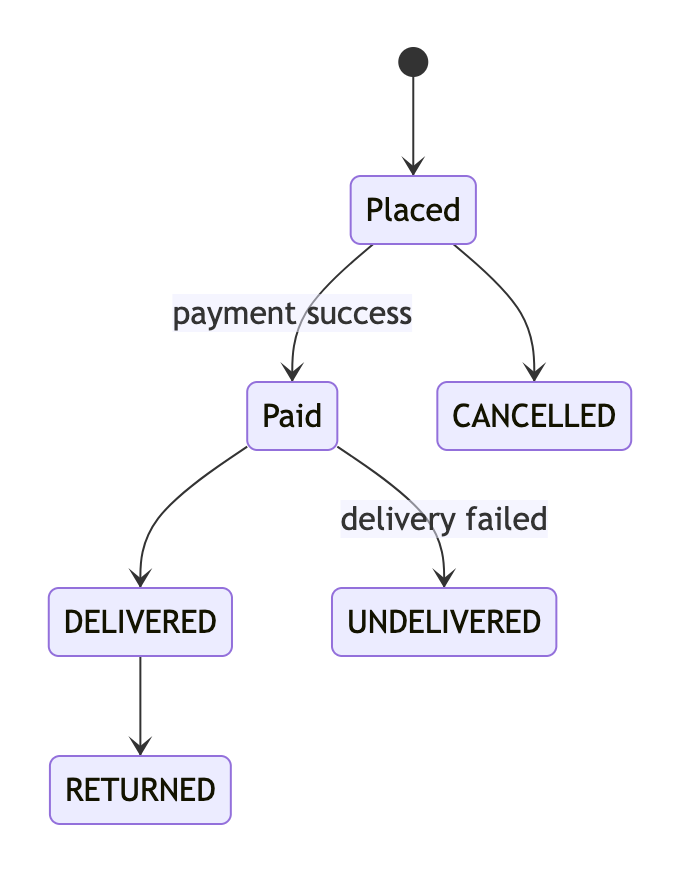 Placed
payment success
Paid
CANCELLED
delivery failed
DELIVERED
UNDELIVERED
RETURNED